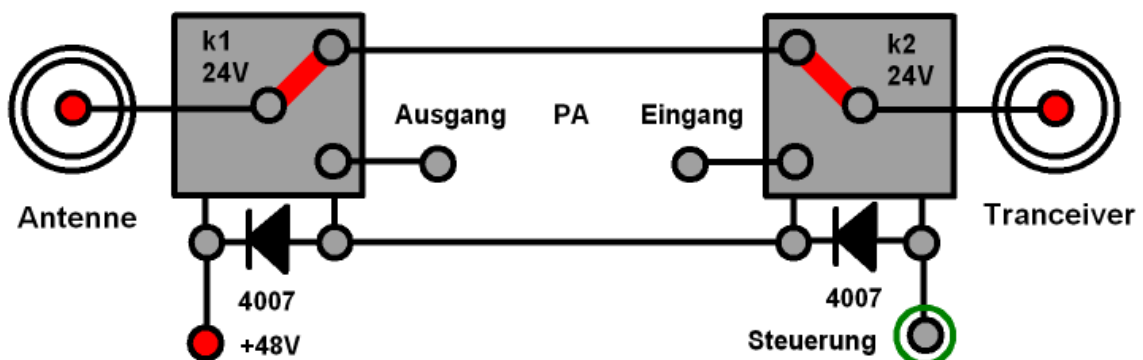 k1
24V
k2
24V
Ausgang PA Eingang
Antenne
Tranceiver
4007
4007
+48V
Steuerung